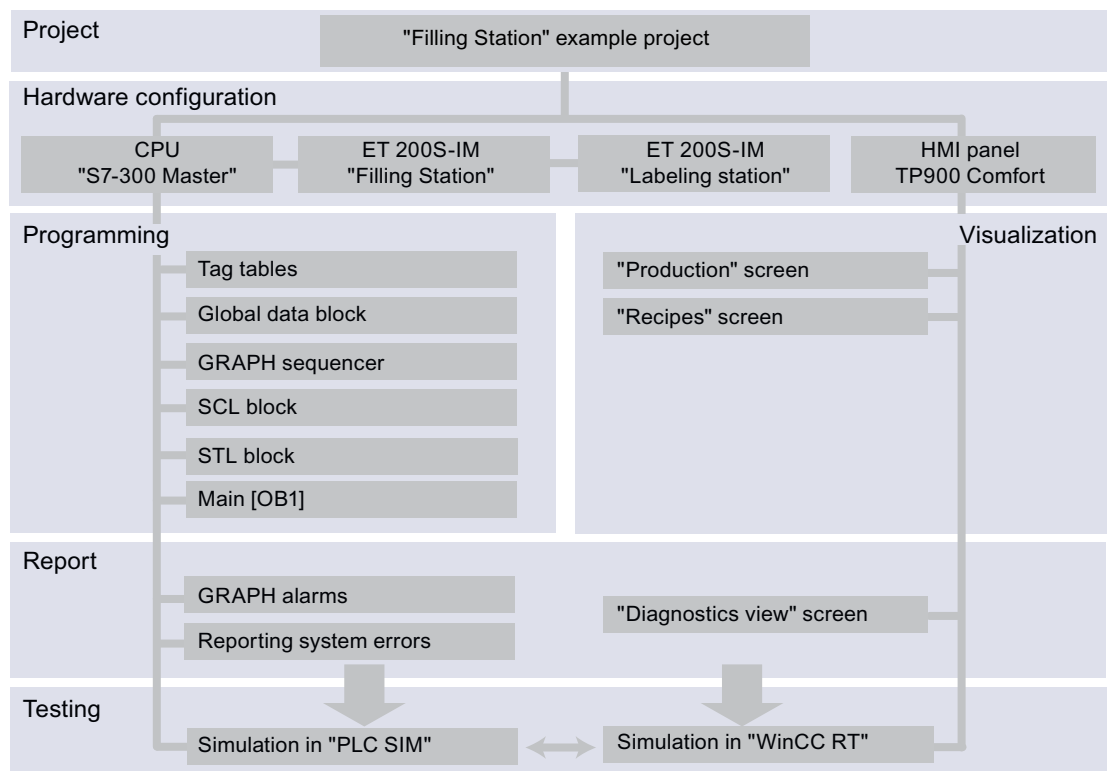 Project
"Filling Station" example project
Hardware configuration
CPU
"S7-300 Master"
ET 200S-IM
"Filling Station"
ET 200S-IM
"Labeling station"
HMI panel
TP900 Comfort
Programming
Tag tables
Global data block
GRAPH sequencer
SCL block
STL block
Main [OB1]
Visualization
"Production" screen
"Recipes" screen
Report
GRAPH alarms
Reporting system errors
"Diagnostics view" screen
Testing
Simulation in "PLC SIM"
Simulation in "WinCC RT"